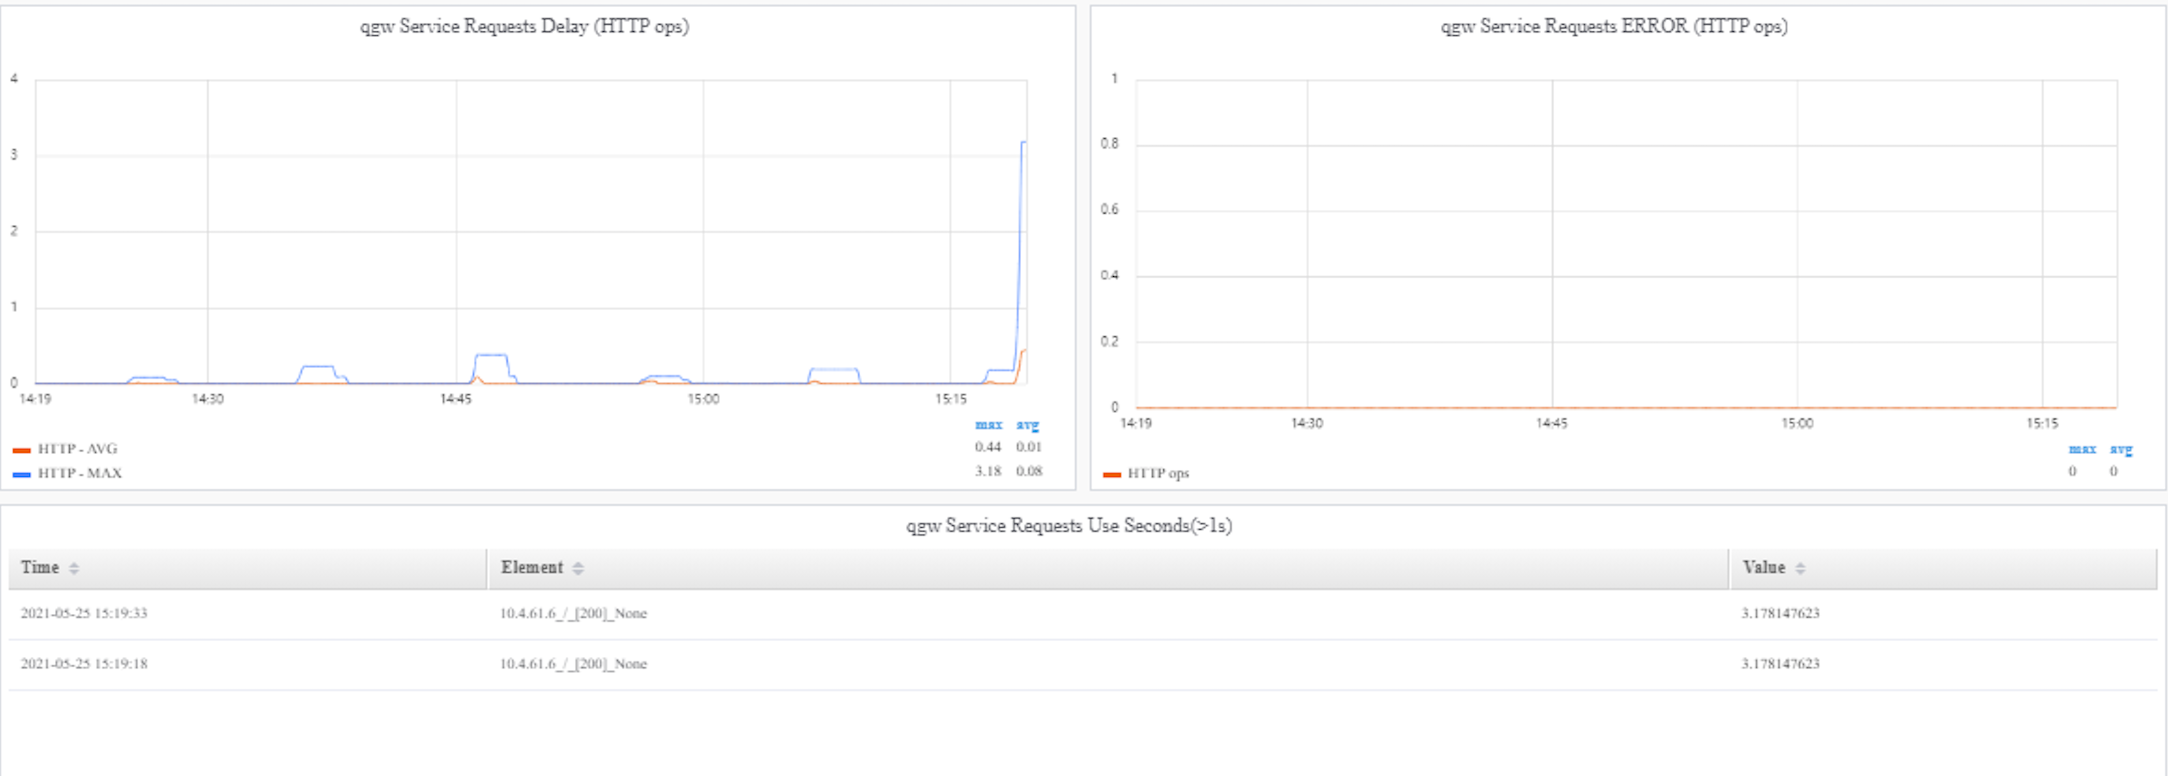 qgw Service Requests Delay (HTTP ops)
4
3
2
1
0
14:19 14:30 14:45 15:00 15:15
max avg
HTTP - AVG 0.44 0.01
HTTP - MAX 3.18 0.08
qgw Service Requests ERROR (HTTP ops)
1
0.8
0.6
0.4
0.2
0
14:19 14:30 14:45 15:00 15:15
max avg
HTTP ops 0 0
qgw Service Requests Use Seconds(>1s)
Time Element Value
2021-05-25 15:19:33 10.4.61.6_/_[200]_None 3.178147623
2021-05-25 15:19:18 10.4.61.6_/_[200]_None 3.178147623